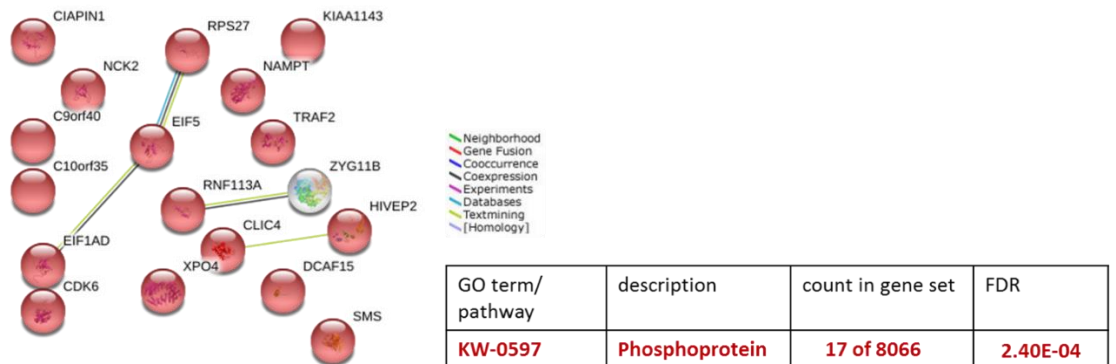 CIAPIN1
RPS27
KIAA1143
NCK2
NAMPT
C9orf40
EIF5
TRAF2
C10orf35
ZYG11B
RNF113A
HIVEP2
CLIC4
EIF1AD
XPO4
DCAF15
CDK6
SMS
Neighborhood
Gene Fusion
Cooccurrence
Coexpression
Experiments
Databases
Textmining
[Homology]
GO term/ description count in gene set FDR
pathway
KW-0597 Phosphoprotein 17 of 8066 2.40E-04